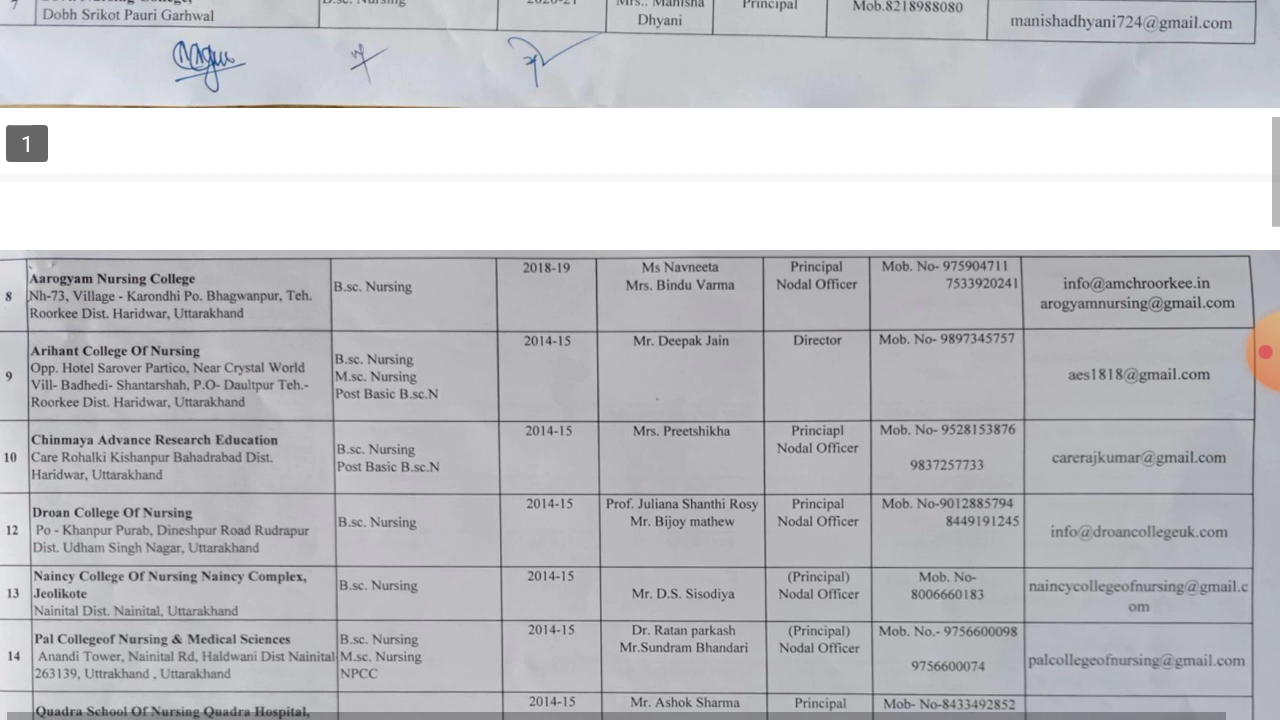 7
Dobh Srikot Pauri Garhwal
B.sc. Nursing
2020-21
Mrs.. Manisha
Dhyani
Principal
Mob.8218988080
manishadhyani724@gmail.com
1
8
Aarogyam Nursing College
Nh-73, Village - Karondhi Po. Bhagwanpur, Teh.
Roorkee Dist. Haridwar, Uttarakhand
B.sc. Nursing
2018-19
Ms Navneeta
Mrs. Bindu Varma
Principal
Nodal Officer
Mob. No- 975904711
7533920241
info@amchroorkee.in
arogyamnursing@gmail.com
9
Arihant College Of Nursing
Opp. Hotel Sarover Partico, Near Crystal World
Vill- Badhedi- Shantarshah, P.O- Daultpur Teh.-
Roorkee Dist. Haridwar, Uttarakhand
B.sc. Nursing
M.sc. Nursing
Post Basic B.sc.N
2014-15
Mr. Deepak Jain
Director
Mob. No- 9897345757
aes1818@gmail.com
10
Chinmaya Advance Research Education
Care Rohalki Kishanpur Bahadrabad Dist.
Haridwar, Uttarakhand
B.sc. Nursing
Post Basic B.sc.N
2014-15
Mrs. Preetshikha
Princiapl
Nodal Officer
Mob. No- 9528153876
9837257733
carerajkumar@gmail.com
12
Droan College Of Nursing
Po - Khanpur Purab, Dineshpur Road Rudrapur
Dist. Udham Singh Nagar, Uttarakhand
B.sc. Nursing
2014-15
Prof. Juliana Shanthi Rosy
Mr. Bijoy mathew
Principal
Nodal Officer
Mob. No-9012885794
8449191245
info@droancollegeuk.com
13
Naincy College Of Nursing Naincy Complex,
Jeolikote
Nainital Dist. Nainital, Uttarakhand
B.sc. Nursing
2014-15
Mr. D.S. Sisodiya
(Principal)
Nodal Officer
Mob. No-
8006660183
naincycollegeofnursing@gmail.c
om
14
Pal Collegeof Nursing & Medical Sciences
Anandi Tower, Nainital Rd, Haldwani Dist Nainital
263139, Uttrakhand , Uttarakhand
B.sc. Nursing
M.sc. Nursing
NPCC
2014-15
Dr. Ratan parkash
Mr.Sundram Bhandari
(Principal)
Nodal Officer
Mob. No.- 9756600098
9756600074
palcollegeofnursing@gmail.com
Quadra School Of Nursing Quadra Hospital,
2014-15
Mr. Ashok Sharma
Principal
Mob- No-8433492852